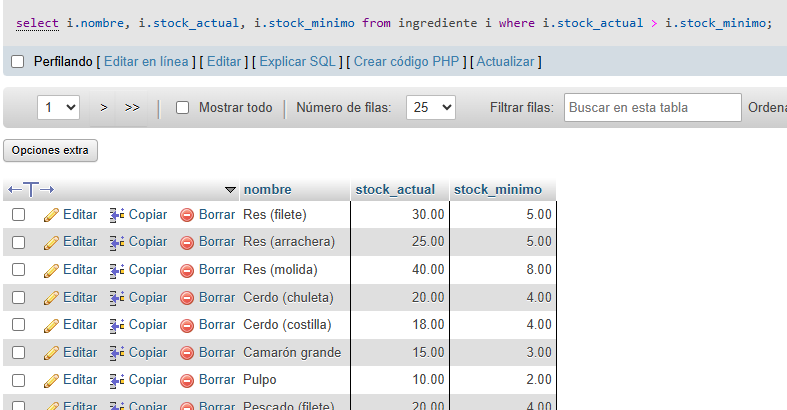 select i.nombre, i.stock_actual, i.stock_minimo from ingrediente i where i.stock_actual > i.stock_minimo;
Perfilando [ Editar en línea ] [ Editar ] [ Explicar SQL ] [ Crear código PHP ] [ Actualizar ]
1 > >> | Mostrar todo | Número de filas: 25 Filtrar filas: Buscar en esta tabla Ordena
Opciones extra
←T→ nombre stock_actual stock_minimo
Editar Copiar Borrar Res (filete) 30.00 5.00
Editar Copiar Borrar Res (arrachera) 25.00 5.00
Editar Copiar Borrar Res (molida) 40.00 8.00
Editar Copiar Borrar Cerdo (chuleta) 20.00 4.00
Editar Copiar Borrar Cerdo (costilla) 18.00 4.00
Editar Copiar Borrar Camarón grande 15.00 3.00
Editar Copiar Borrar Pulpo 10.00 2.00
Editar Copiar Borrar Pescado (filete) 20.00 4.00